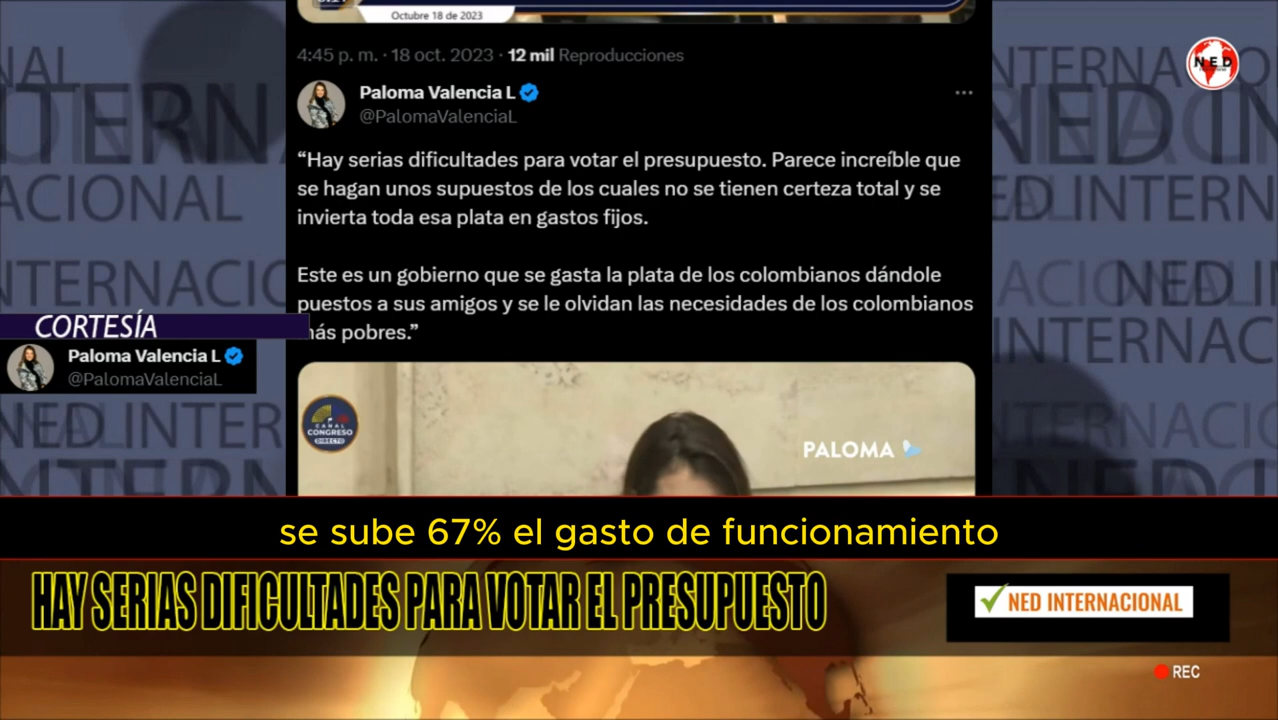 Octubre 18 de 2023
4:45 p. m. · 18 oct. 2023 · 12 mil Reproducciones
NED
Paloma Valencia L
@PalomaValenciaL
“Hay serias dificultades para votar el presupuesto. Parece increíble que
se hagan unos supuestos de los cuales no se tienen certeza total y se
invierta toda esa plata en gastos fijos.
Este es un gobierno que se gasta la plata de los colombianos dándole
puestos a sus amigos y se le olvidan las necesidades de los colombianos
más pobres.”
CORTESÍA
Paloma Valencia L
@PalomaValenciaL
CANAL
CONGRESO
DIRECTO
PALOMA
se sube 67% el gasto de funcionamiento
HAY SERIAS DIFICULTADES PARA VOTAR EL PRESUPUESTO
NED INTERNACIONAL
REC